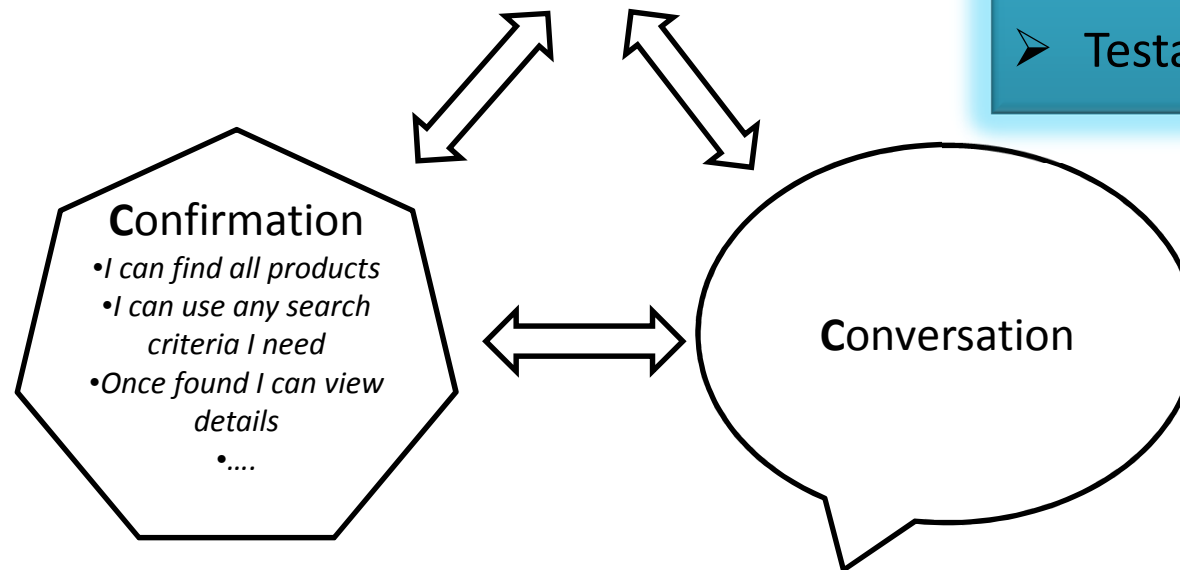 ➢ Testa
Confirmation
•I can find all products
•I can use any search
criteria I need
•Once found I can view
details
•....
Conversation